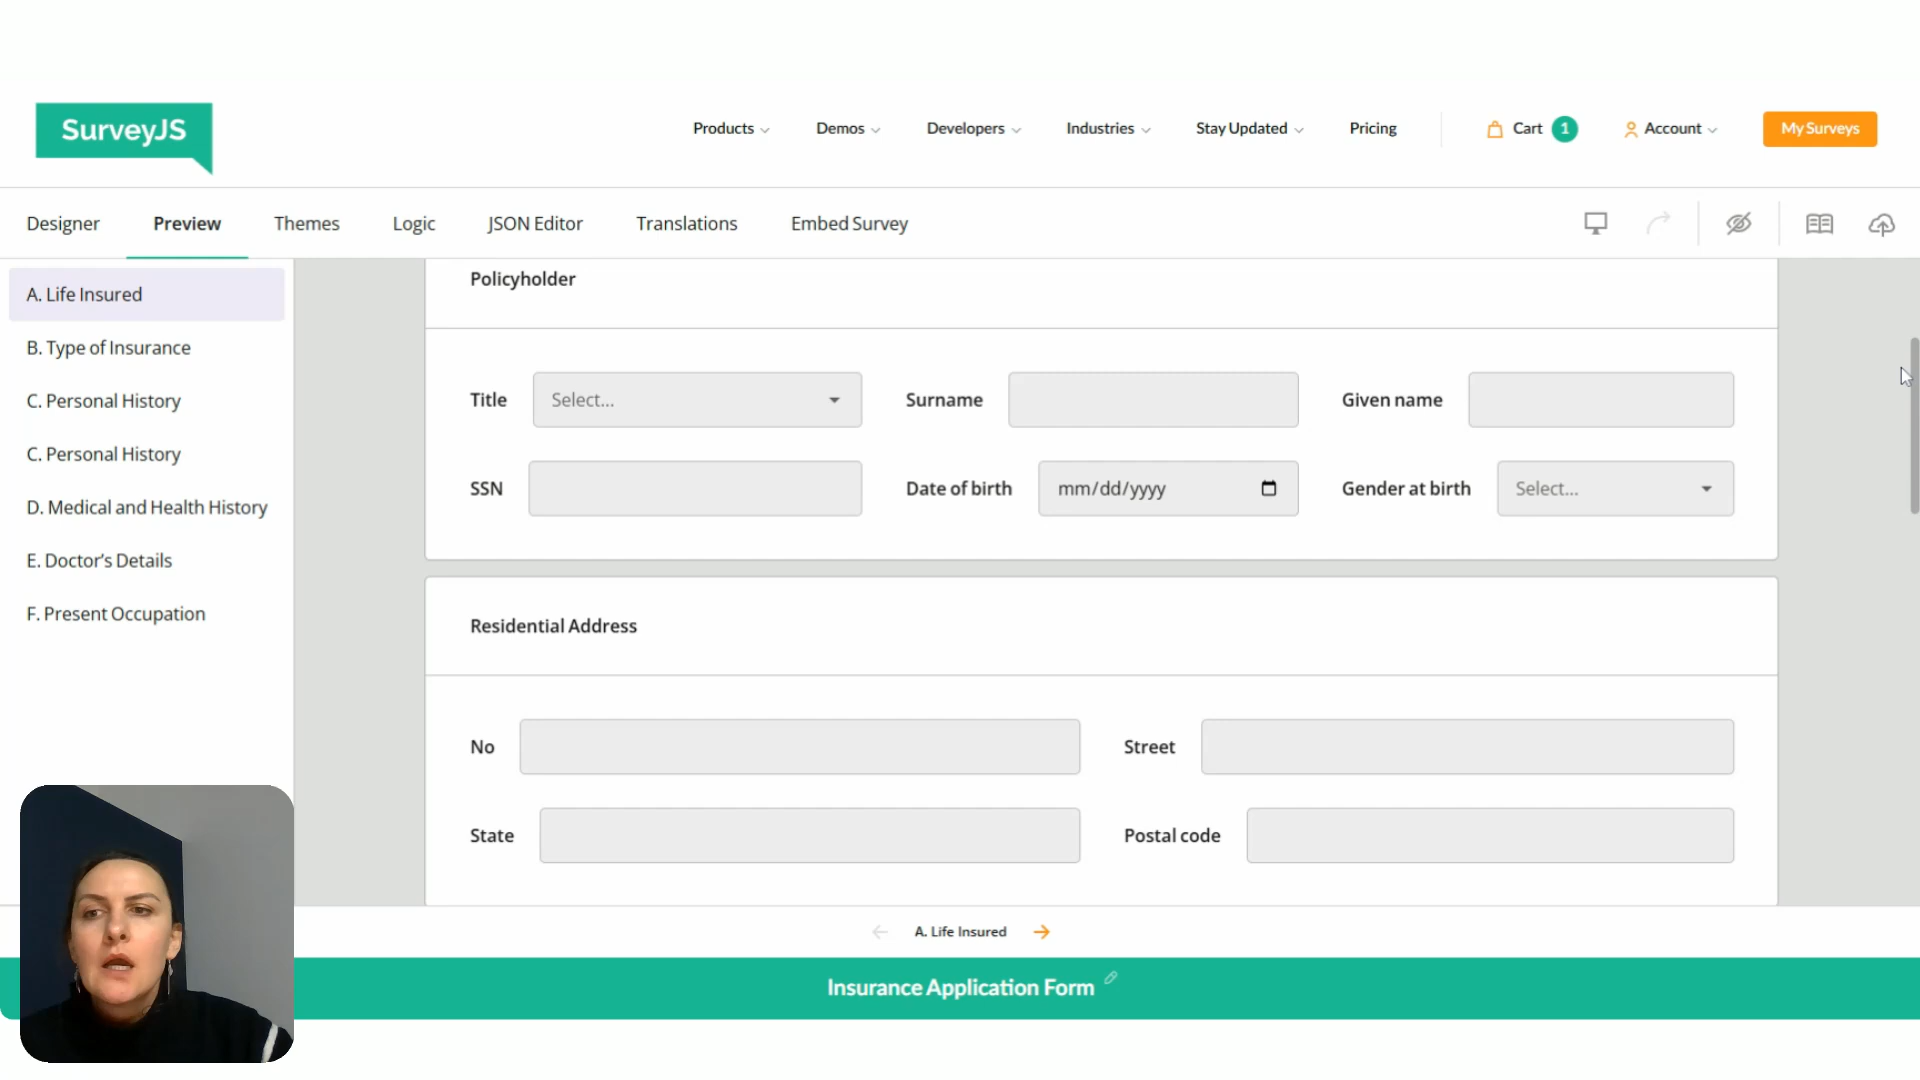 SurveyJS
Products Demos Developers Industries Stay Updated Pricing Cart 1 Account My Surveys
Designer Preview Themes Logic JSON Editor Translations Embed Survey
A. Life Insured
B. Type of Insurance
C. Personal History
C. Personal History
D. Medical and Health History
E. Doctor’s Details
F. Present Occupation
Policyholder
Title Select... Surname Given name
SSN Date of birth mm/dd/yyyy Gender at birth Select...
Residential Address
No Street
State Postal code
A. Life Insured
Insurance Application Form